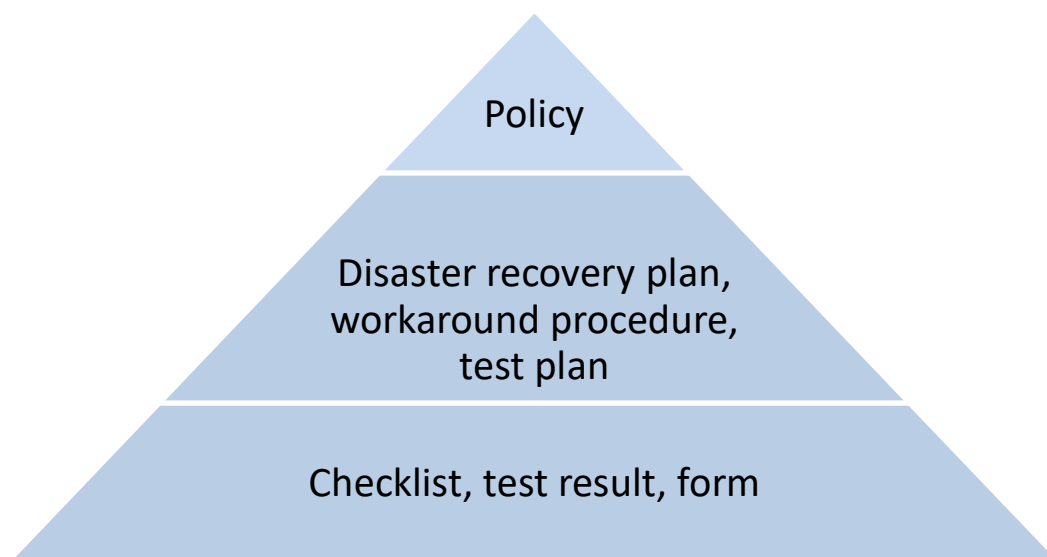 Policy
Disaster recovery plan,
workaround procedure,
test plan
Checklist, test result, form